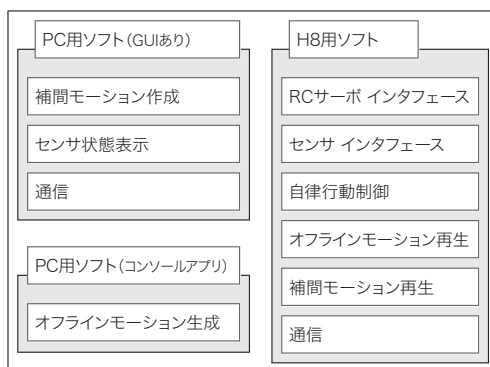 PC用ソフト（GUIあり）
補間モーション作成
センサ状態表示
通信
PC用ソフト（コンソールアプリ）
オフラインモーション生成
H8用ソフト
RCサーボ インタフェース
センサ インタフェース
自律行動制御
オフラインモーション再生
補間モーション再生
通信